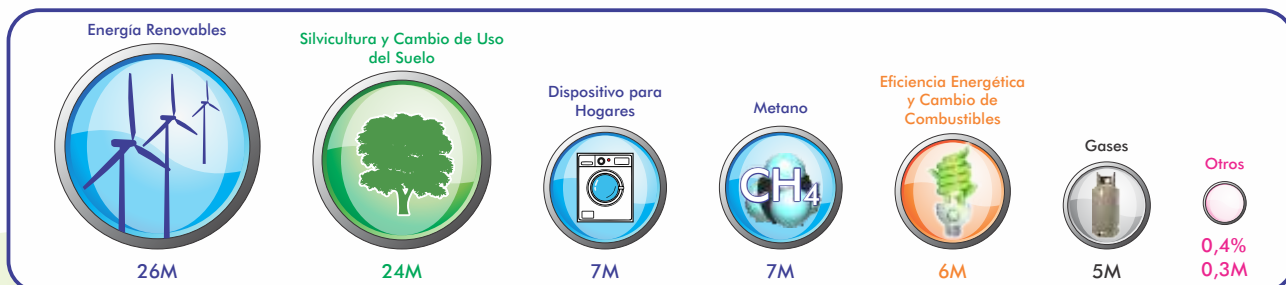 Energía Renovables
26M
Silvicultura y Cambio de Uso
del Suelo
24M
Dispositivo para
Hogares
7M
Metano
CH4
7M
Eficiencia Energética
y Cambio de
Combustibles
6M
Gases
5M
Otros
0,4%
0,3M